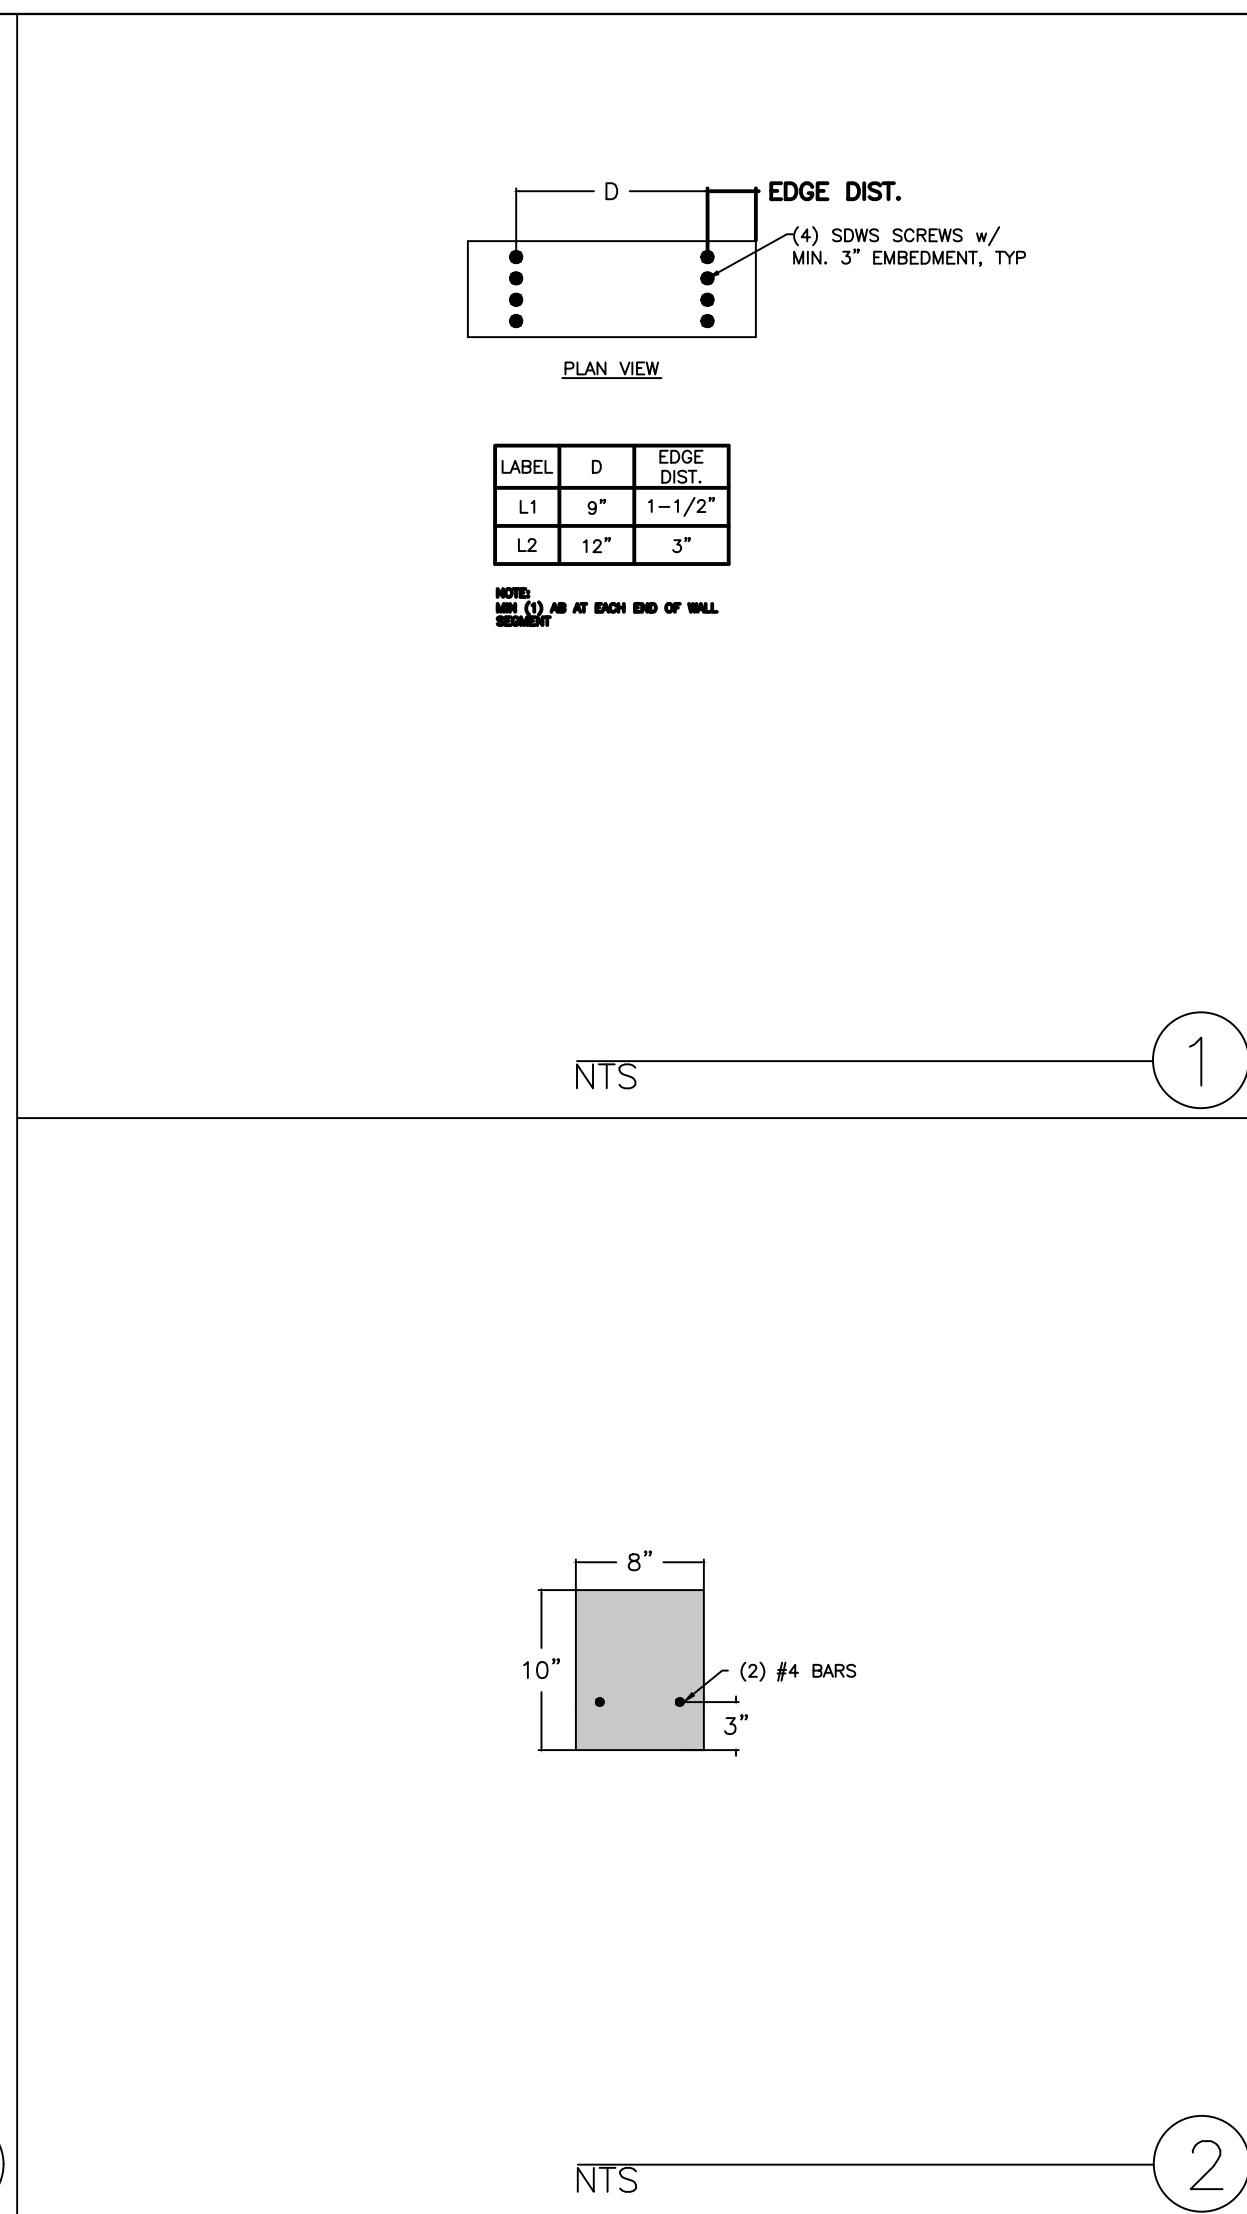 D
EDGE DIST.
(4) SDWS SCREWS w/
MIN. 3" EMBEDMENT, TYP
PLAN VIEW
LABEL D EDGE DIST.
L1 9" 1-1/2"
L2 12" 3"
NOTE:
MIN (1) AB AT EACH END OF WALL
SEGMENT
NTS
1
8"
10"
(2) #4 BARS
3"
NTS
2